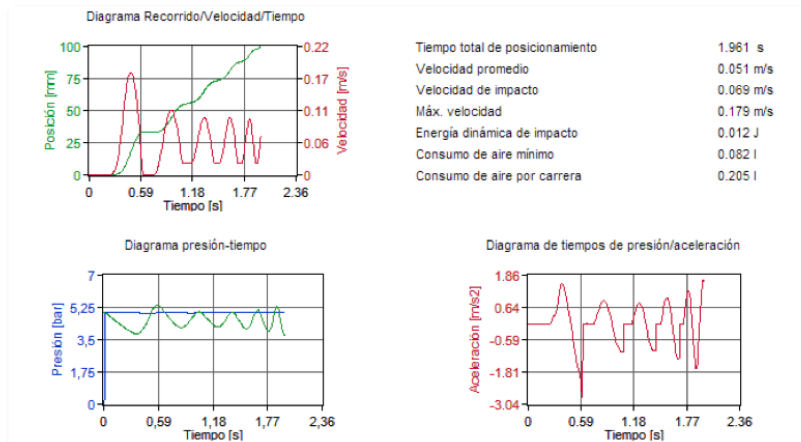 Diagrama Recorrido/Velocidad/Tiempo
100
75
50
25
0
Posición [mm]
0.22
0.17
0.11
0.06
0
Velocidad [m/s]
0 0.59 1.18 1.77 2.36
Tiempo [s]
Tiempo total de posicionamiento 1.961 s
Velocidad promedio 0.051 m/s
Velocidad de impacto 0.069 m/s
Máx. velocidad 0.179 m/s
Energía dinámica de impacto 0.012 J
Consumo de aire mínimo 0.082 l
Consumo de aire por carrera 0.205 l
Diagrama presión-tiempo
7
5,25
3,5
1,75
0
Presión [bar]
0 0,59 1,18 1,77 2,36
Tiempo [s]
Diagrama de tiempos de presión/aceleración
1.86
0.64
-0.59
-1.81
-3.04
Aceleración [m/s2]
0 0.59 1.18 1.77 2.36
Tiempo [s]